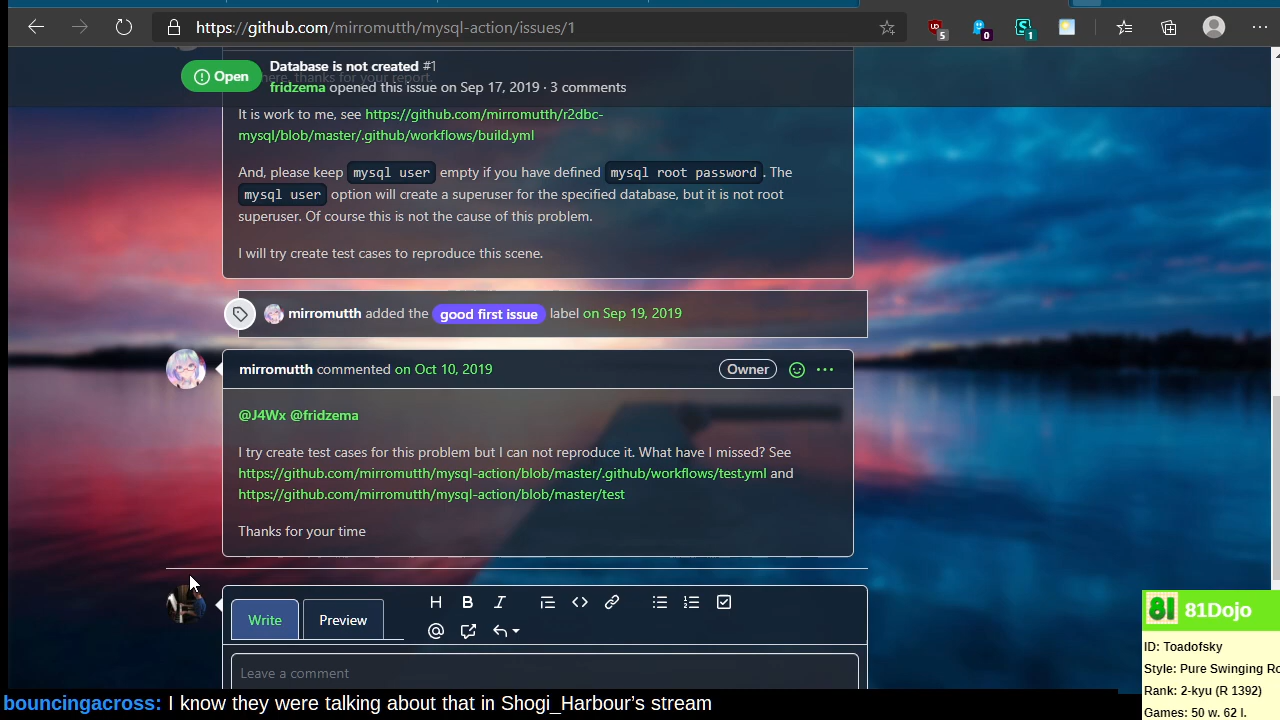 https://github.com/mirromutth/mysql-action/issues/1
5
0
1
Open
Database is not created #1
here, thanks for your report.
fridzema opened this issue on Sep 17, 2019 · 3 comments
It is work to me, see https://github.com/mirromutth/r2dbc-
mysql/blob/master/.github/workflows/build.yml
And, please keep mysql user empty if you have defined mysql root password. The
mysql user option will create a superuser for the specified database, but it is not root
superuser. Of course this is not the cause of this problem.
I will try create test cases to reproduce this scene.
mirromutth added the good first issue label on Sep 19, 2019
mirromutth commented on Oct 10, 2019
Owner
@J4Wx @fridzema
I try create test cases for this problem but I can not reproduce it. What have I missed? See
https://github.com/mirromutth/mysql-action/blob/master/.github/workflows/test.yml and
https://github.com/mirromutth/mysql-action/blob/master/test
Thanks for your time
Write
Preview
Leave a comment
81 81Dojo
ID: Toadofsky
Style: Pure Swinging Ro
Rank: 2-kyu (R 1392)
Games: 50 w. 62 l.
bouncingacross: I know they were talking about that in Shogi_Harbour’s stream